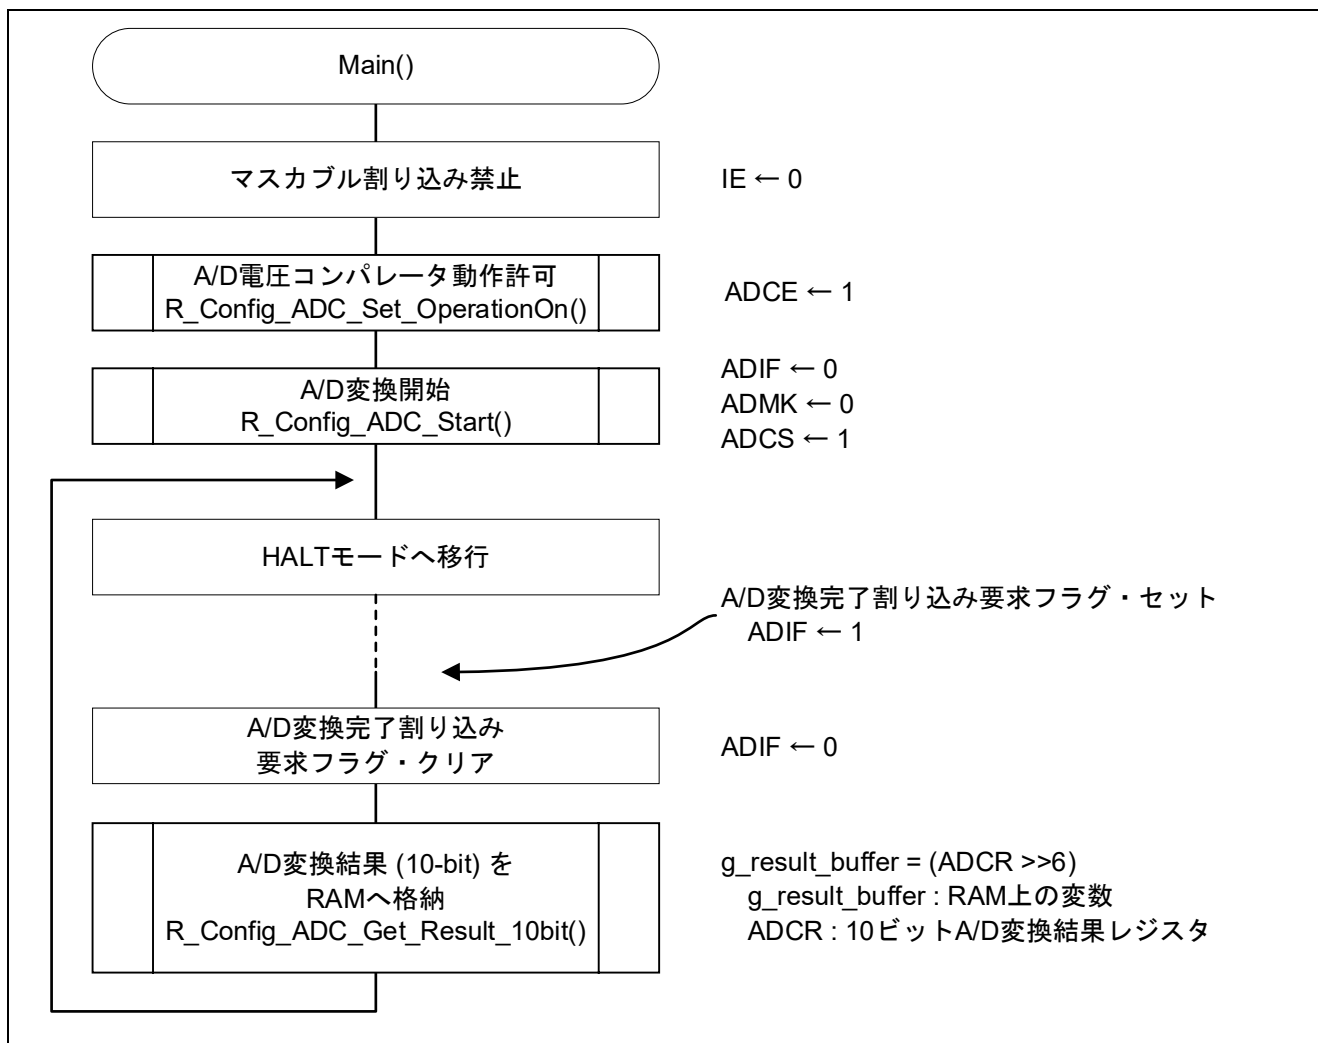 Main()
マスカブル割り込み禁止
IE ← 0
A/D電圧コンパレータ動作許可
R_Config_ADC_Set_OperationOn()
ADCE ← 1
A/D変換開始
R_Config_ADC_Start()
ADIF ← 0
ADMK ← 0
ADCS ← 1
HALTモードへ移行
A/D変換完了割り込み要求フラグ・セット
ADIF ← 1
A/D変換完了割り込み
要求フラグ・クリア
ADIF ← 0
A/D変換結果 (10-bit) を
RAMへ格納
R_Config_ADC_Get_Result_10bit()
g_result_buffer = (ADCR >>6)
g_result_buffer : RAM上の変数
ADCR : 10ビットA/D変換結果レジスタ